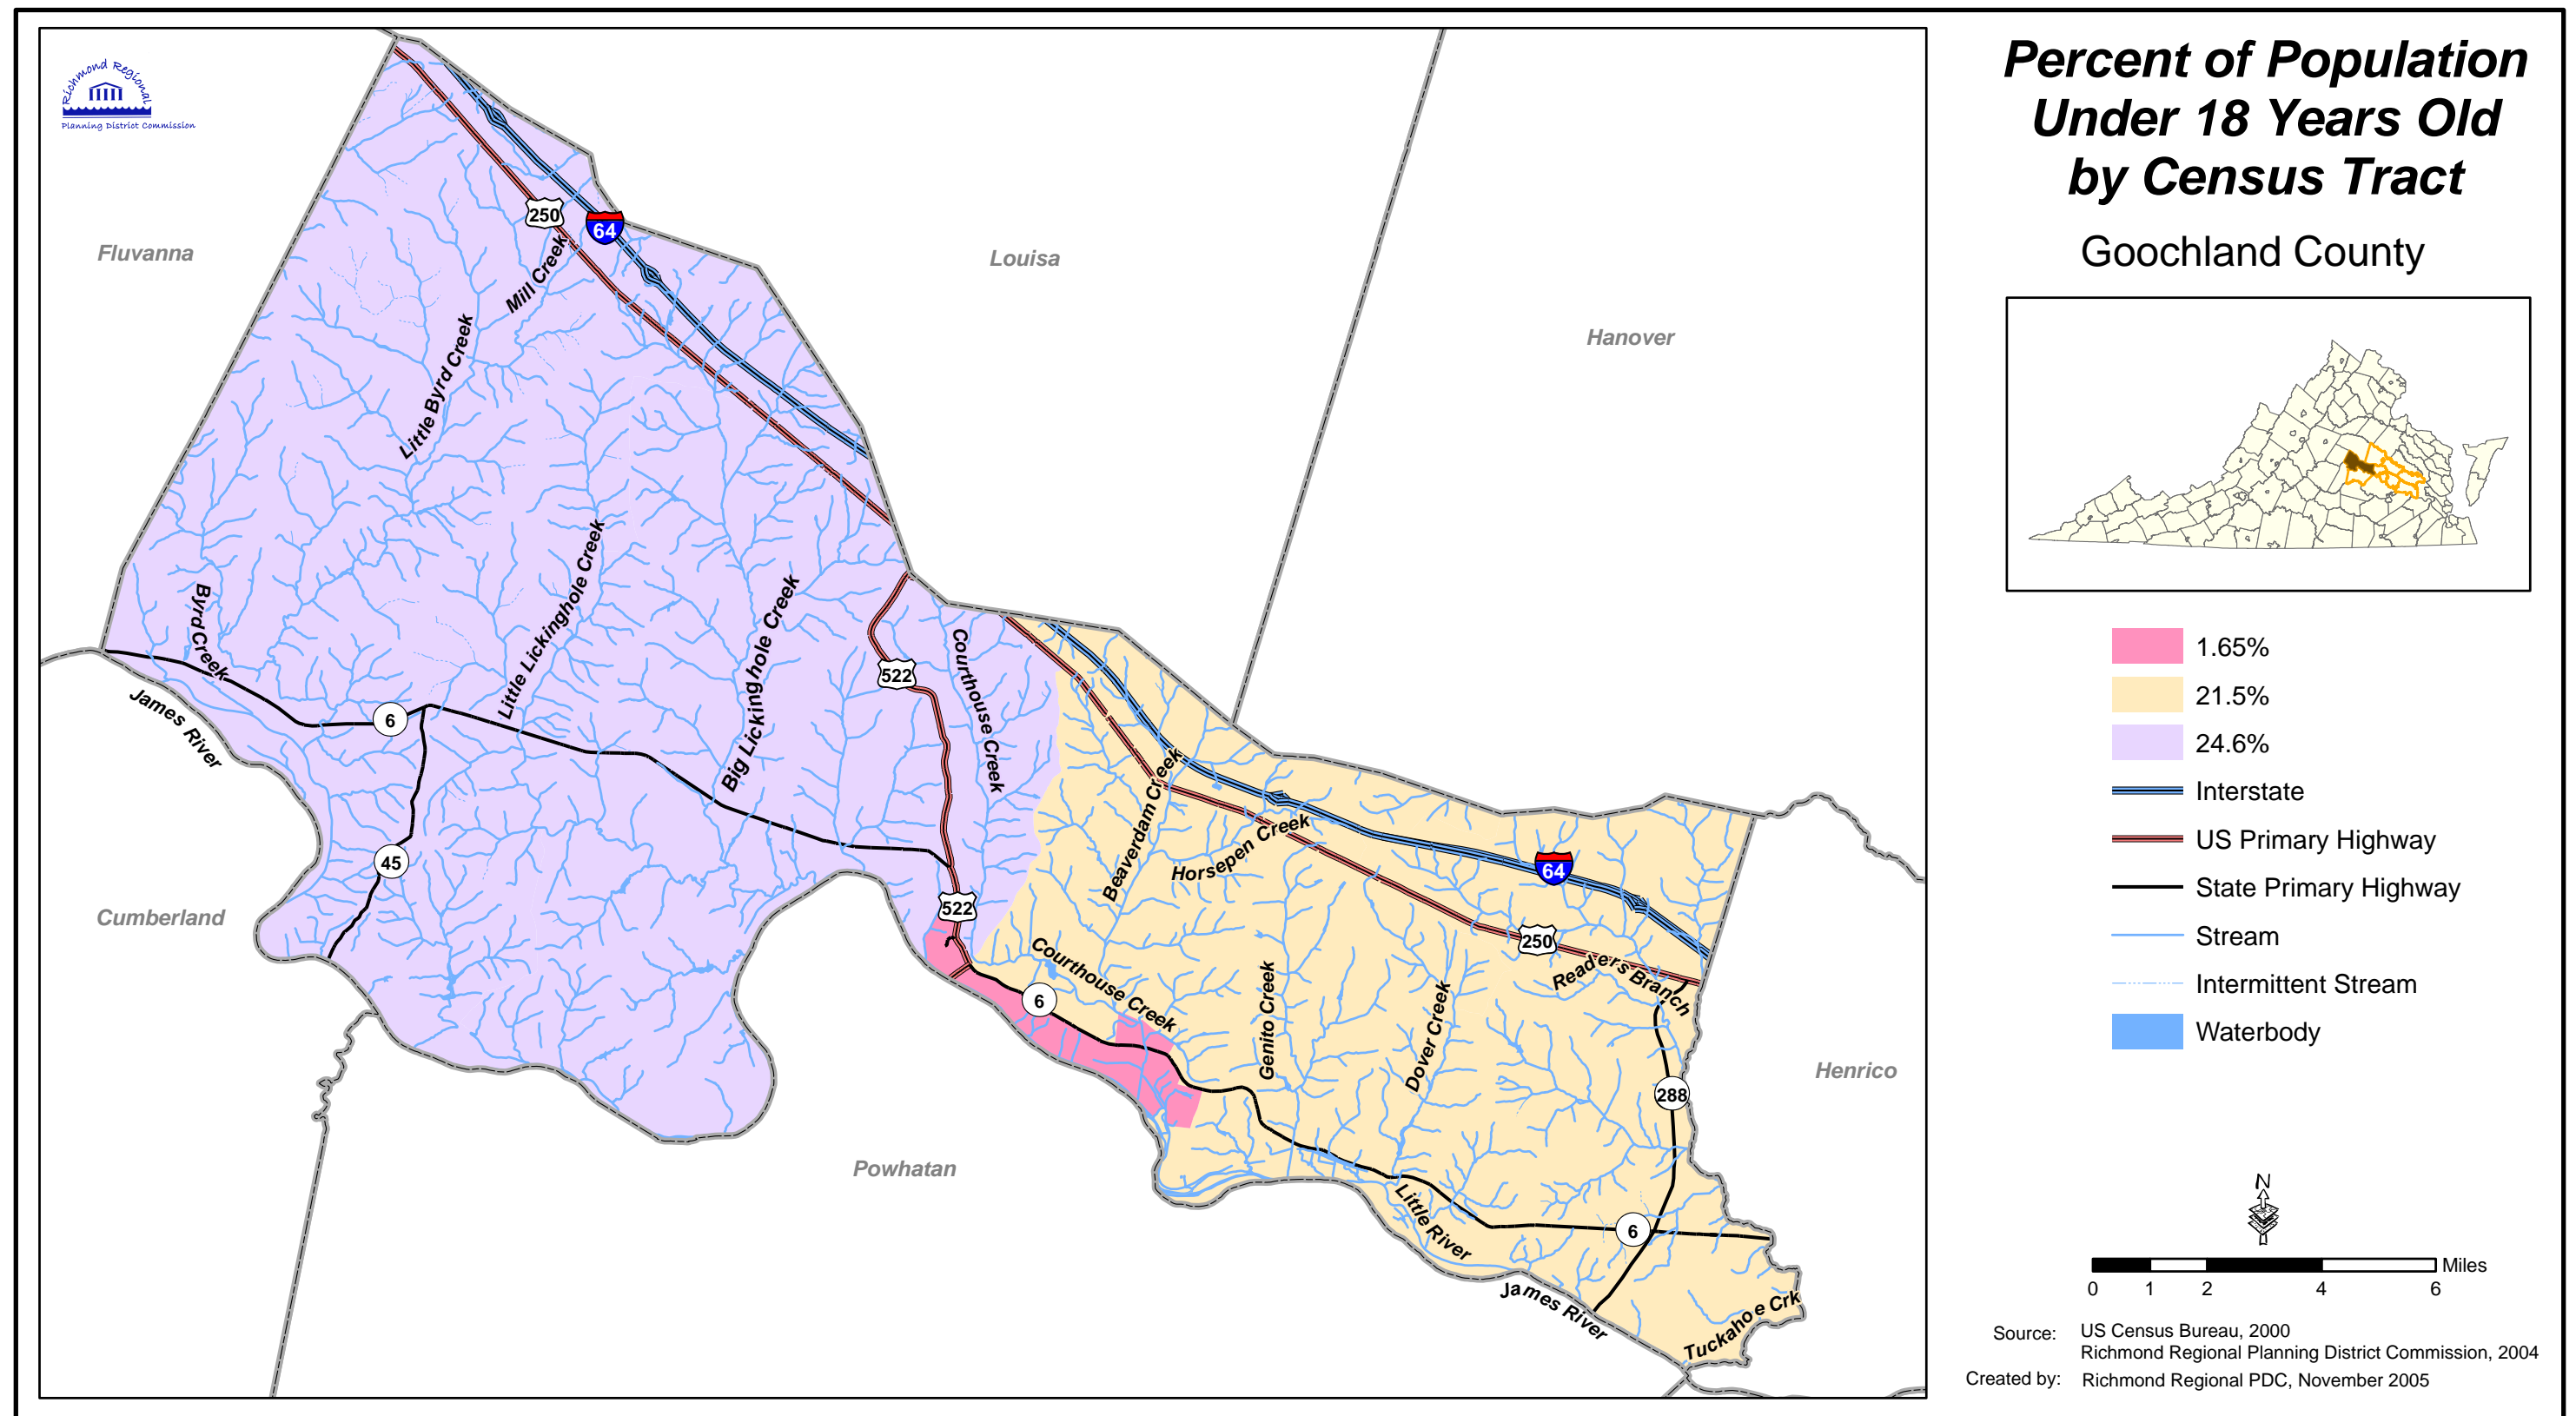 Richmond Regional
Planning District Commission
Percent of Population
Under 18 Years Old
by Census Tract
Goochland County
Fluvanna
Louisa
Hanover
Cumberland
Powhatan
Henrico
250
64
Mill Creek
Little Byrd Creek
Byrd Creek
Little Lickinghole Creek
Big Lickinghole Creek
522
Courthouse Creek
James River
6
45
522
Beaverdam Creek
Horsepen Creek
64
250
Readers Branch
Courthouse Creek
6
Genito Creek
Dover Creek
288
Little River
6
James River
Tuckahoe Crk
1.65%
21.5%
24.6%
Interstate
US Primary Highway
State Primary Highway
Stream
Intermittent Stream
Waterbody
N
Miles
0 1 2 4 6
Source: US Census Bureau, 2000
Richmond Regional Planning District Commission, 2004
Created by: Richmond Regional PDC, November 2005